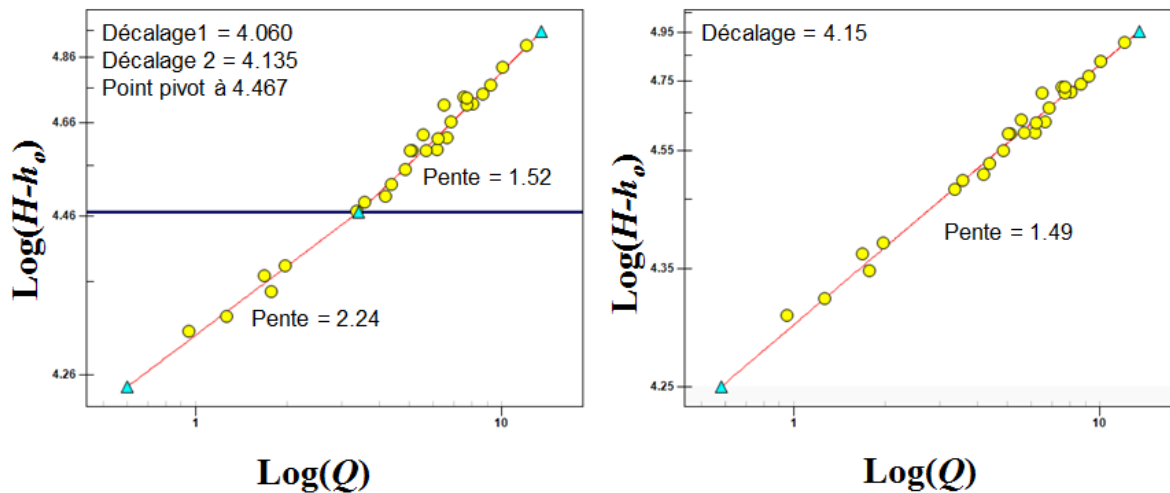 Décalage1 = 4.060
Décalage 2 = 4.135
Point pivot à 4.467
4.86
4.66
4.46
4.26
Pente = 1.52
Pente = 2.24
1
10
Log(H-ho)
Log(Q)
Décalage = 4.15
4.95
4.75
4.55
4.35
4.25
Pente = 1.49
1
10
Log(H-ho)
Log(Q)